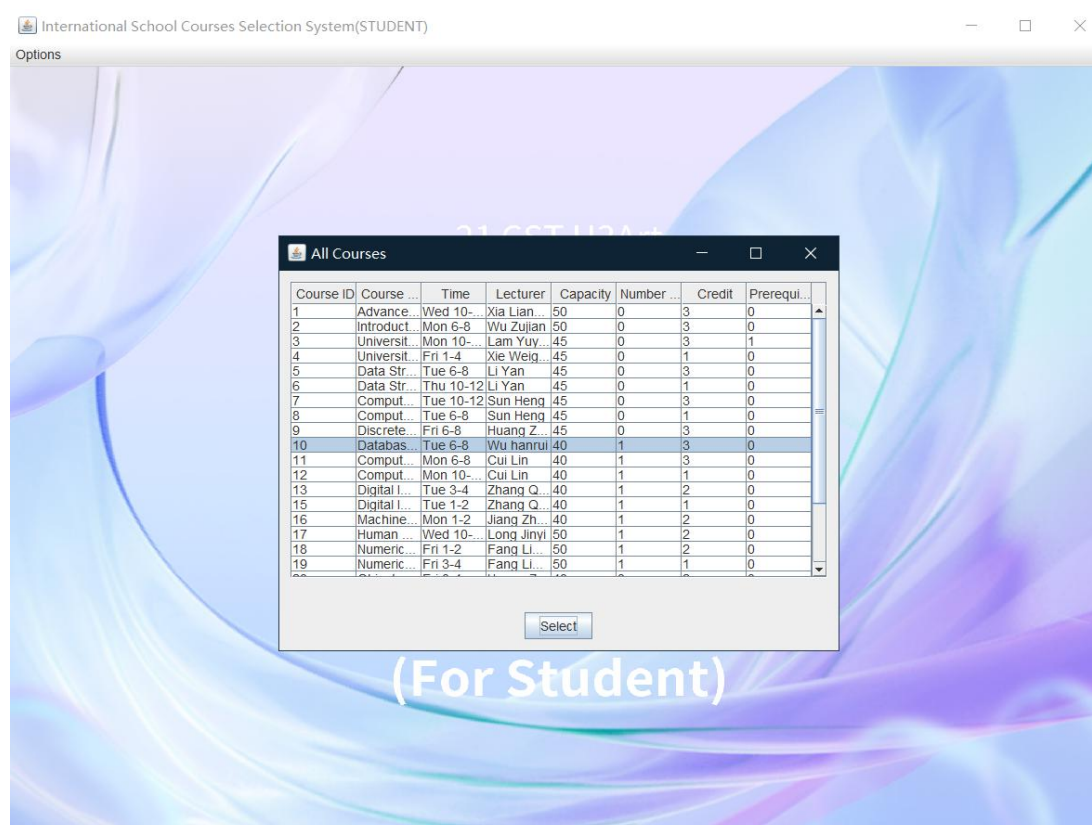 International School Courses Selection System(STUDENT)
Options
All Courses
Course ID Course ... Time Lecturer Capacity Number ... Credit Prerequi...
1 Advance... Wed 10-... Xia Lian... 50 0 3 0
2 Introduct... Mon 6-8 Wu Zujian 50 0 3 0
3 Universit... Mon 10-... Lam Yuy... 45 0 3 1
4 Universit... Fri 1-4 Xie Weig... 45 0 1 0
5 Data Str... Tue 6-8 Li Yan 45 0 3 0
6 Data Str... Thu 10-12 Li Yan 45 0 1 0
7 Comput... Tue 10-12 Sun Heng 45 0 3 0
8 Comput... Tue 6-8 Sun Heng 45 0 1 0
9 Discrete... Fri 6-8 Huang Z... 45 0 3 0
10 Databas... Tue 6-8 Wu hanrui 40 1 3 0
11 Comput... Mon 6-8 Cui Lin 40 1 3 0
12 Comput... Mon 10-... Cui Lin 40 1 1 0
13 Digital I... Tue 3-4 Zhang Q... 40 1 2 0
15 Digital I... Tue 1-2 Zhang Q... 40 1 1 0
16 Machine... Mon 1-2 Jiang Zh... 40 1 2 0
17 Human ... Wed 10-... Long Jinyi 50 1 2 0
18 Numeric... Fri 1-2 Fang Li... 50 1 2 0
19 Numeric... Fri 3-4 Fang Li... 50 1 1 0
Select
(For Student)